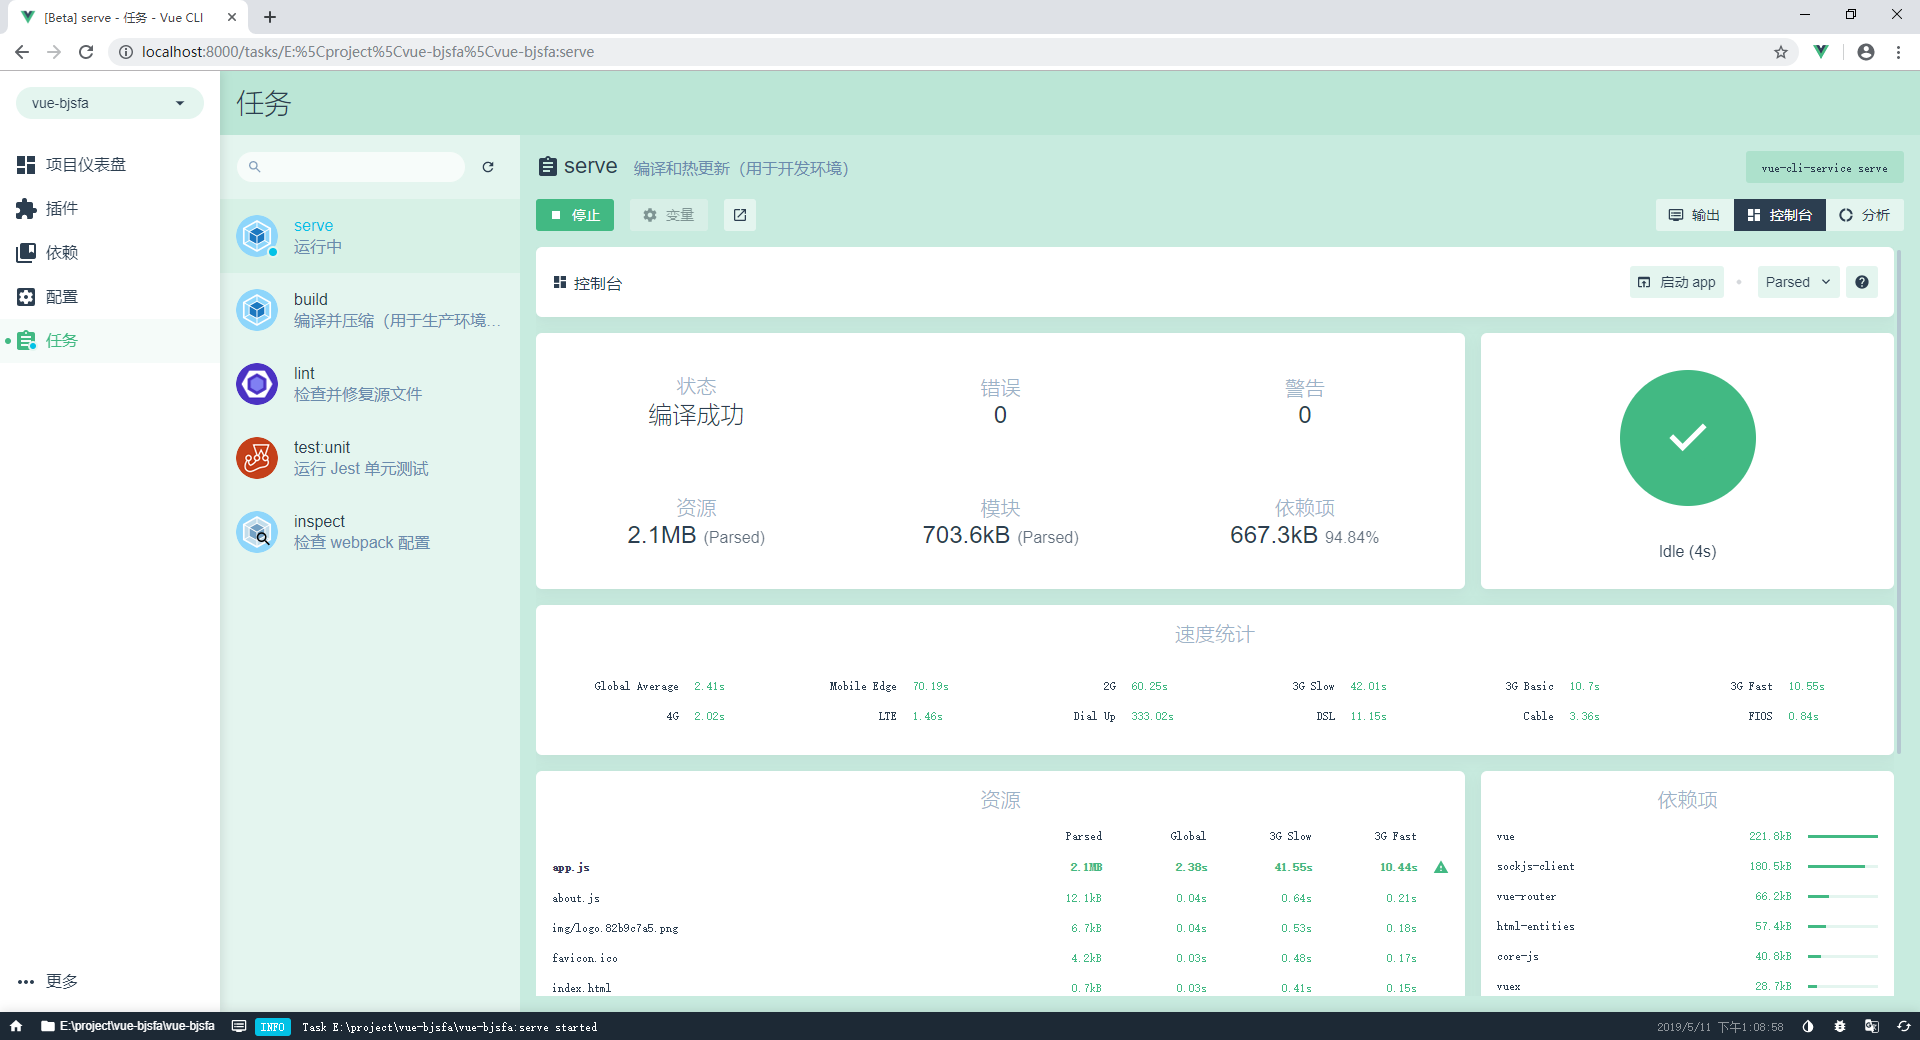 [Beta] serve - 任务 - Vue CLI
localhost:8000/tasks/E:%5Cproject%5Cvue-bjsfa%5Cvue-bjsfa:serve
vue-bjsfa
任务
项目仪表盘
插件
依赖
配置
任务
更多
serve
运行中
build
编译并压缩（用于生产环境...
lint
检查并修复源文件
test:unit
运行 Jest 单元测试
inspect
检查 webpack 配置
serve 编译和热更新（用于开发环境）
vue-cli-service serve
停止 变量
输出 控制台 分析
控制台
启动 app • Parsed
状态 错误 警告
编译成功 0 0
资源 模块 依赖项
2.1MB (Parsed) 703.6kB (Parsed) 667.3kB 94.84%
Idle (4s)
速度统计
Global Average 2.41s Mobile Edge 70.19s 2G 60.25s 3G Slow 42.01s 3G Basic 10.7s 3G Fast 10.55s
4G 2.02s LTE 1.46s Dial Up 333.02s DSL 11.15s Cable 3.36s FIOS 0.84s
资源
Parsed Global 3G Slow 3G Fast
app.js 2.1MB 2.38s 41.55s 10.44s
about.js 12.1kB 0.04s 0.64s 0.21s
img/logo.82b9c7a5.png 6.7kB 0.04s 0.53s 0.18s
favicon.ico 4.2kB 0.03s 0.48s 0.17s
index.html 0.7kB 0.03s 0.41s 0.15s
依赖项
vue 221.8kB
sockjs-client 180.5kB
vue-router 66.2kB
html-entities 57.4kB
core-js 40.8kB
vuex 28.7kB
E:\project\vue-bjsfa\vue-bjsfa INFO Task E:\project\vue-bjsfa\vue-bjsfa:serve started
2019/5/11 下午1:08:58